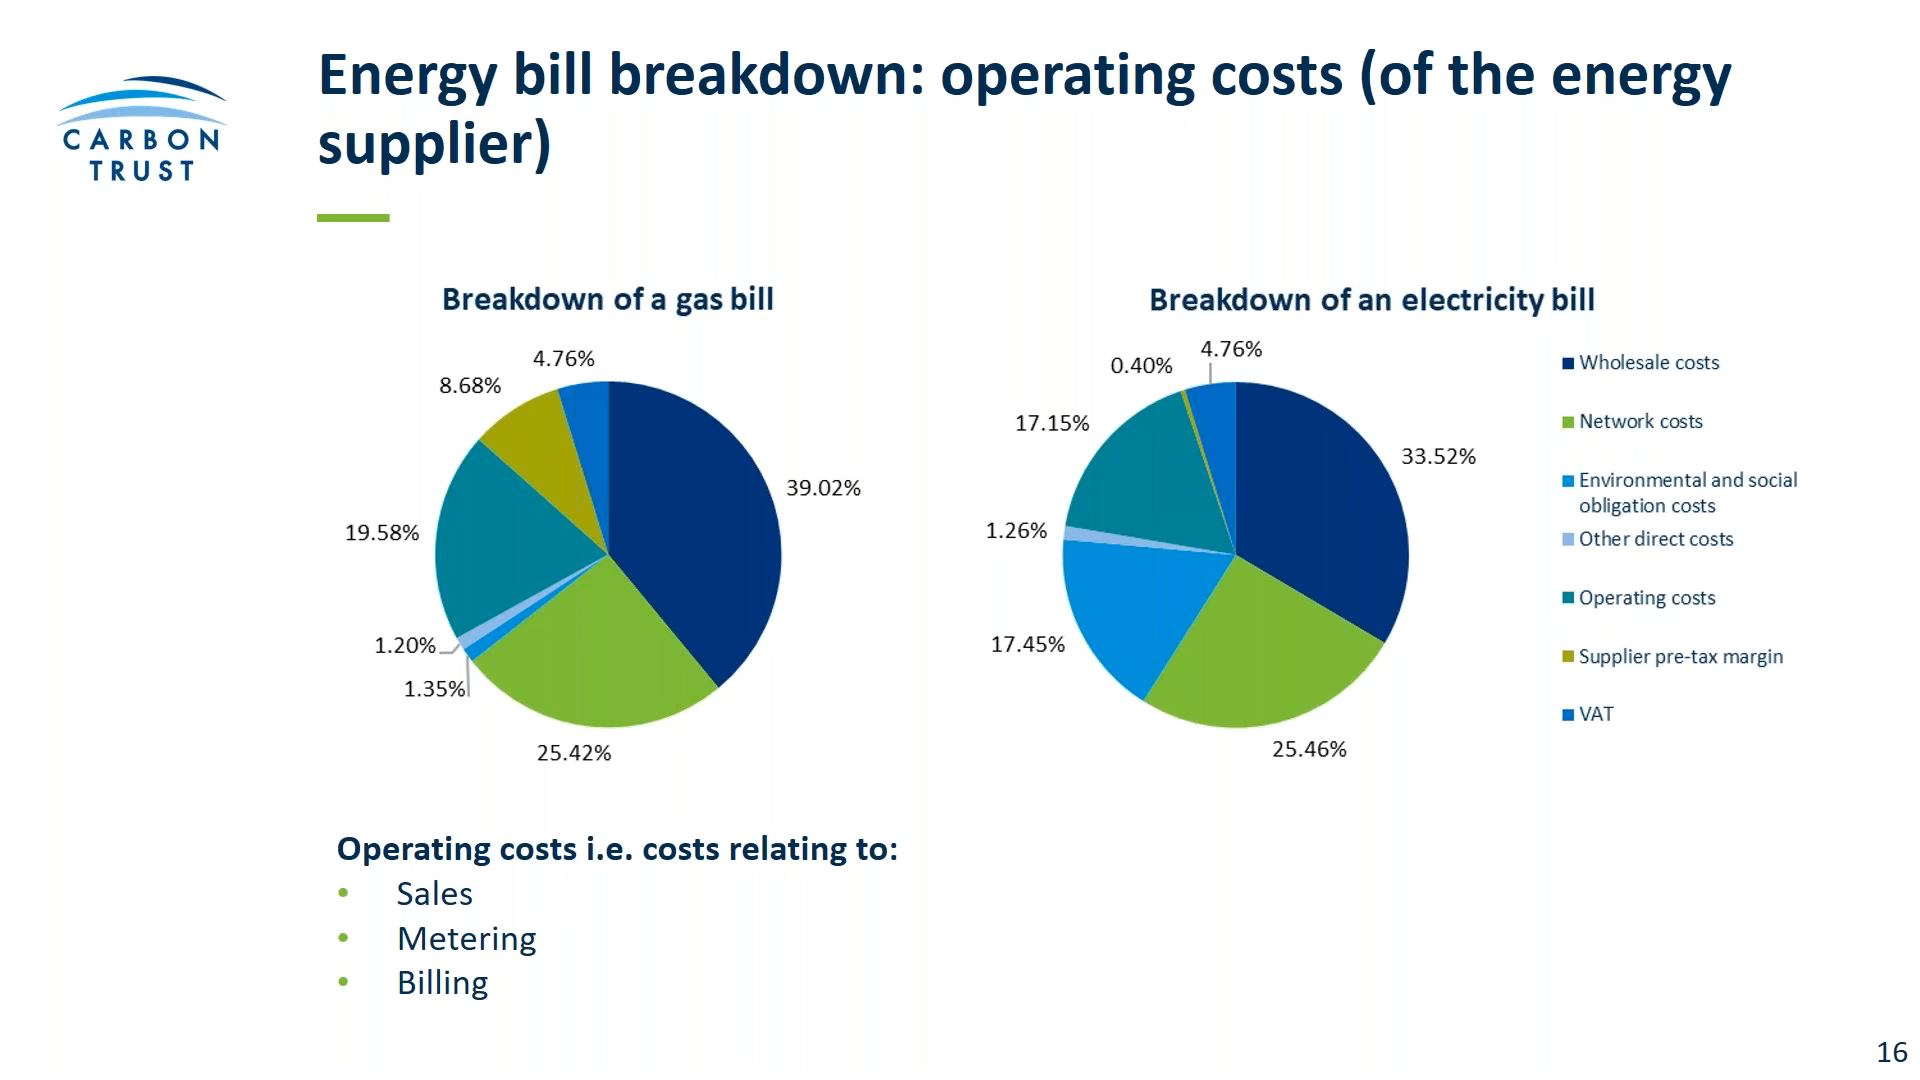 CARBON
TRUST
Energy bill breakdown: operating costs (of the energy
supplier)
Breakdown of a gas bill
4.76%
8.68%
39.02%
19.58%
1.20%
1.35%
25.42%
Breakdown of an electricity bill
4.76%
0.40%
17.15%
33.52%
1.26%
17.45%
25.46%
Wholesale costs
Network costs
Environmental and social
obligation costs
Other direct costs
Operating costs
Supplier pre-tax margin
VAT
Operating costs i.e. costs relating to:
• Sales
• Metering
• Billing
16